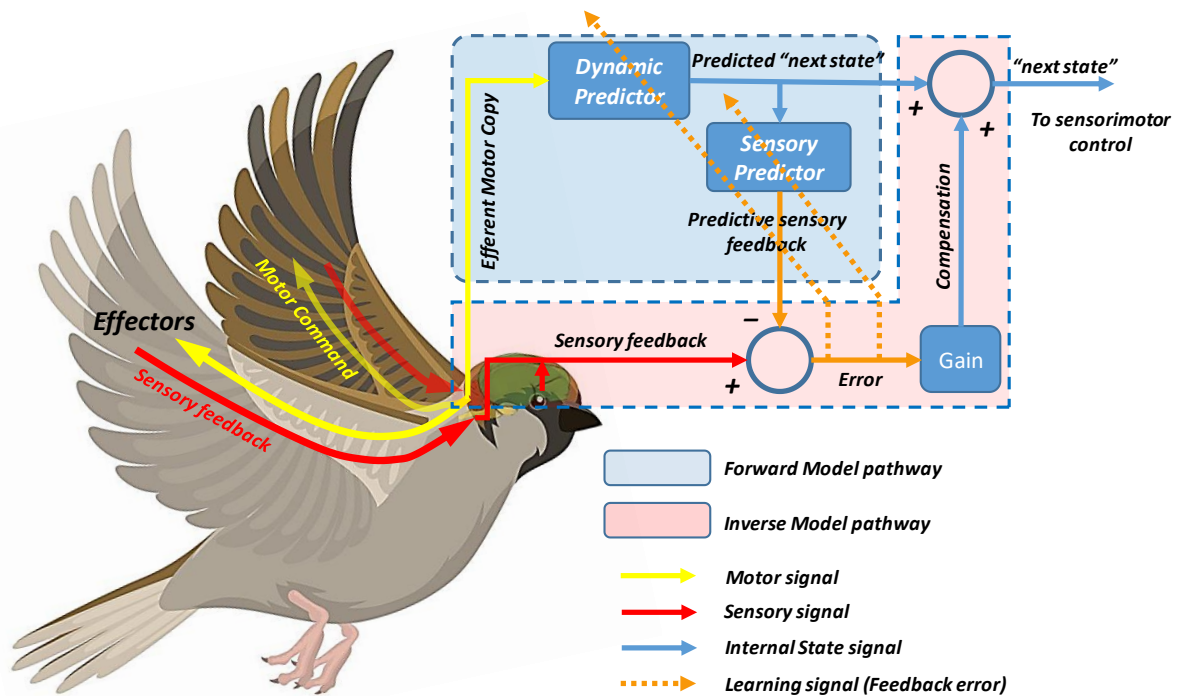 Dynamic
Predictor
Predicted “next state”
“next state”
+
+
To sensorimotor
control
Efferent Motor Copy
Sensory
Predictor
Predictive sensory
feedback
Compensation
Motor Command
Effectors
Sensory feedback
Sensory feedback
−
+
Error
Gain
Forward Model pathway
Inverse Model pathway
Motor signal
Sensory signal
Internal State signal
Learning signal (Feedback error)